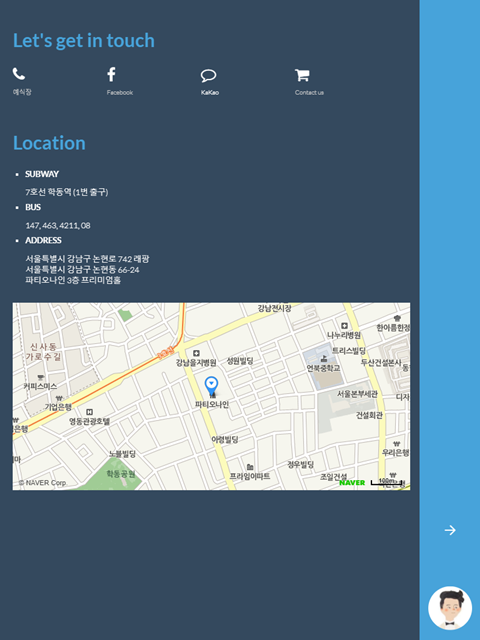 Let's get in touch
예식장
Facebook
KaKao
Contact us
Location
SUBWAY
7호선 학동역 (1번 출구)
BUS
147, 463, 4211, 08
ADDRESS
서울특별시 강남구 논현로 742 래팡
서울특별시 강남구 논현동 66-24
파티오나인 3층 프리미엄홀
강남전시장
나누리병원
한아름한정
신사동
가로수길
강남을지병원
성원빌딩
트리스빌딩
언북중학교
두산건설본사
커피스미스
서울본부세관
기업은행
파티오나인
디자
영동관광호텔
건설회관
은행
아령빌딩
노블빌딩
우리은행
학동공원
경우빌딩
프라임아파트
조일건설
© NAVER Corp.
NAVER
100m